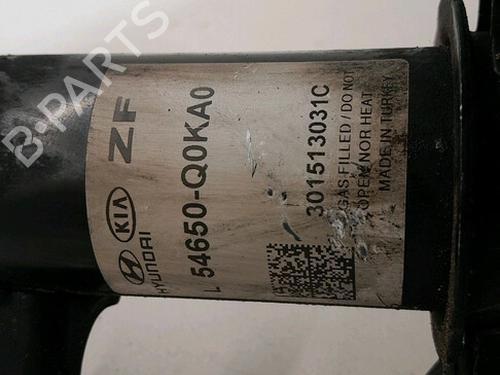 B-PARTS
ZF
KIA
HYUNDAI
L 54650-Q0KA0
301513031C
GAS FILLED / DO NOT
OPEN NOR HEAT
MADE IN TURKEY